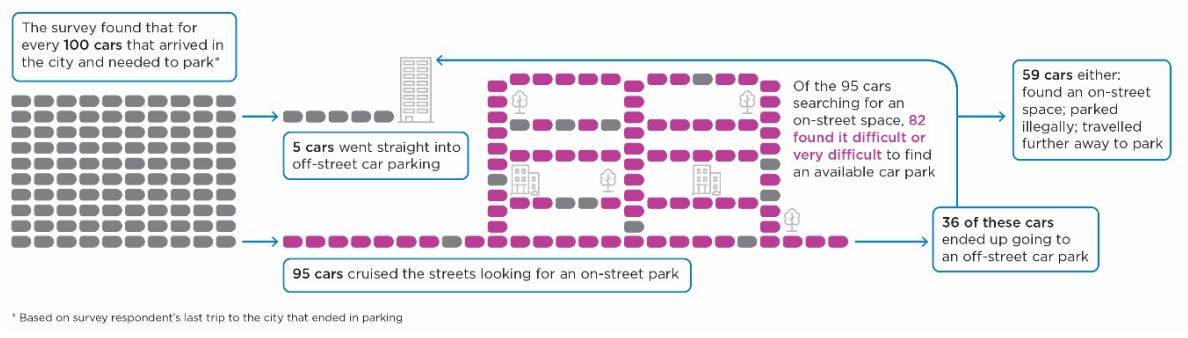 The survey found that for
every 100 cars that arrived in
the city and needed to park*
5 cars went straight into
off-street car parking
95 cars cruised the streets looking for an on-street park
Of the 95 cars
searching for an
on-street space, 82
found it difficult or
very difficult to find
an available car park
36 of these cars
ended up going to
an off-street car park
59 cars either:
found an on-street
space; parked
illegally; travelled
further away to park
* Based on survey respondent's last trip to the city that ended in parking